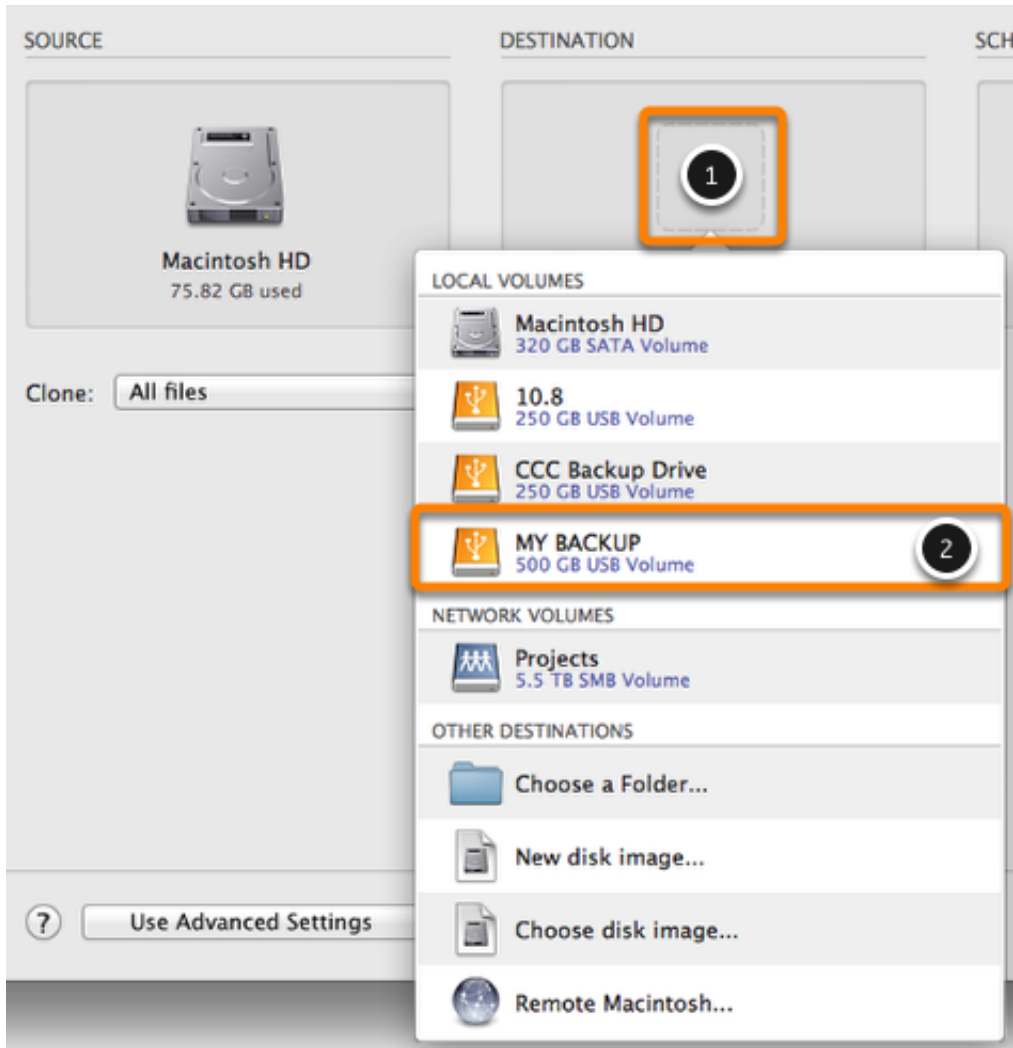 SOURCE
DESTINATION
SCH
1
Macintosh HD
75.82 GB used
LOCAL VOLUMES
Macintosh HD
320 GB SATA Volume
Clone: All files
10.8
250 GB USB Volume
CCC Backup Drive
250 GB USB Volume
MY BACKUP
500 GB USB Volume
2
NETWORK VOLUMES
Projects
5.5 TB SMB Volume
OTHER DESTINATIONS
Choose a Folder...
New disk image...
? Use Advanced Settings
Choose disk image...
Remote Macintosh...